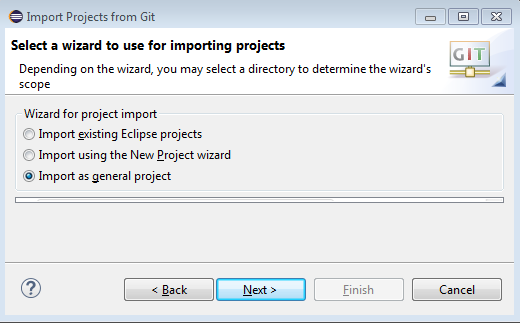 Import Projects from Git
Select a wizard to use for importing projects
Depending on the wizard, you may select a directory to determine the wizard's
scope
GIT
Wizard for project import
Import existing Eclipse projects
Import using the New Project wizard
Import as general project
?
< Back
Next >
Finish
Cancel